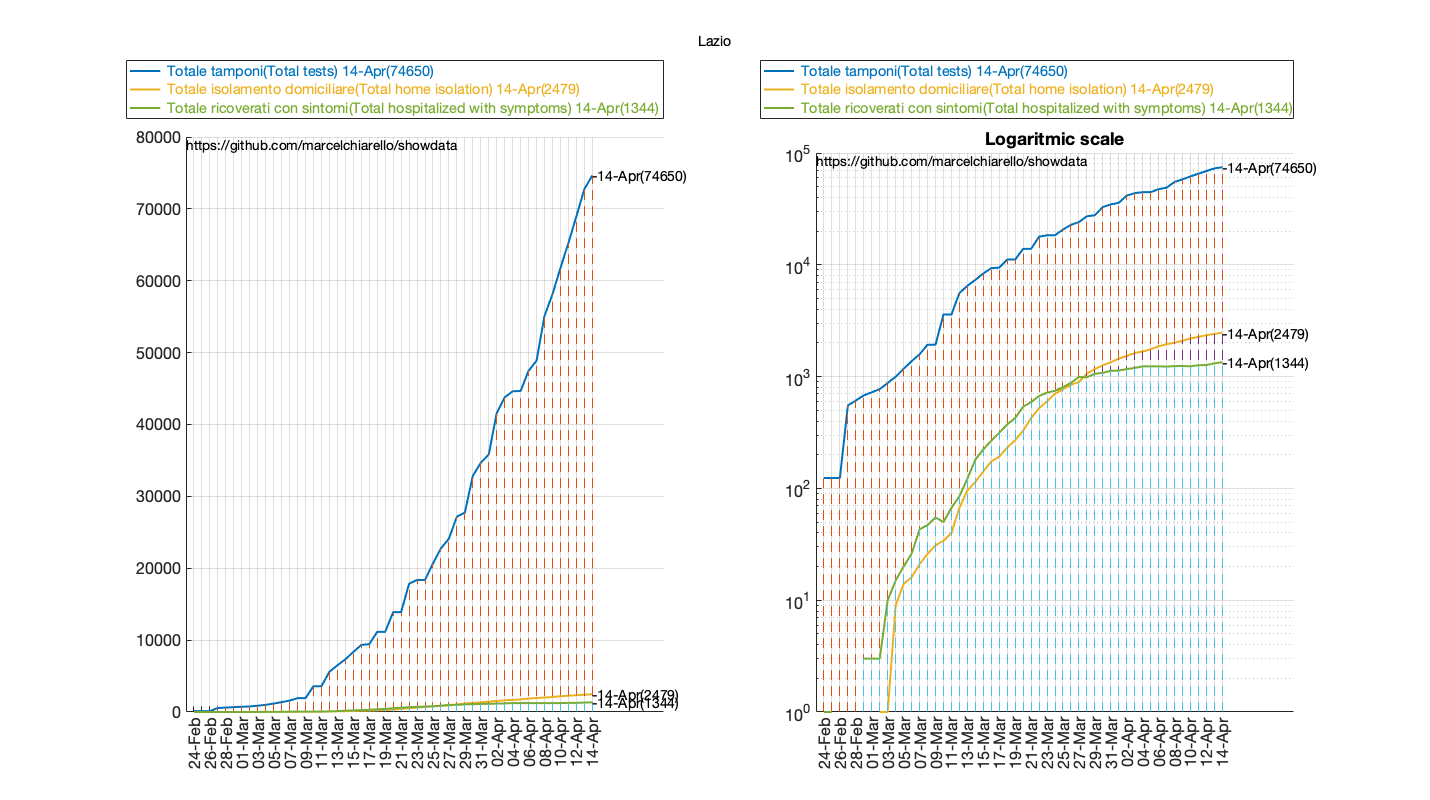 Lazio
Totale tamponi(Total tests) 14-Apr(74650)
Totale isolamento domiciliare(Total home isolation) 14-Apr(2479)
Totale ricoverati con sintomi(Total hospitalized with symptoms) 14-Apr(1344)
80000
https://github.com/marcelchiarello/showdata
14-Apr(74650)
70000
60000
50000
40000
30000
20000
10000
14-Apr(2479)
14-Apr(1344)
0
24-Feb
26-Feb
28-Feb
01-Mar
03-Mar
05-Mar
07-Mar
09-Mar
11-Mar
13-Mar
15-Mar
17-Mar
19-Mar
21-Mar
23-Mar
25-Mar
27-Mar
29-Mar
31-Mar
02-Apr
04-Apr
06-Apr
08-Apr
10-Apr
12-Apr
14-Apr
Totale tamponi(Total tests) 14-Apr(74650)
Totale isolamento domiciliare(Total home isolation) 14-Apr(2479)
Totale ricoverati con sintomi(Total hospitalized with symptoms) 14-Apr(1344)
Logaritmic scale
10^5
https://github.com/marcelchiarello/showdata
14-Apr(74650)
10^4
14-Apr(2479)
14-Apr(1344)
10^3
10^2
10^1
10^0
24-Feb
26-Feb
28-Feb
01-Mar
03-Mar
05-Mar
07-Mar
09-Mar
11-Mar
13-Mar
15-Mar
17-Mar
19-Mar
21-Mar
23-Mar
25-Mar
27-Mar
29-Mar
31-Mar
02-Apr
04-Apr
06-Apr
08-Apr
10-Apr
12-Apr
14-Apr